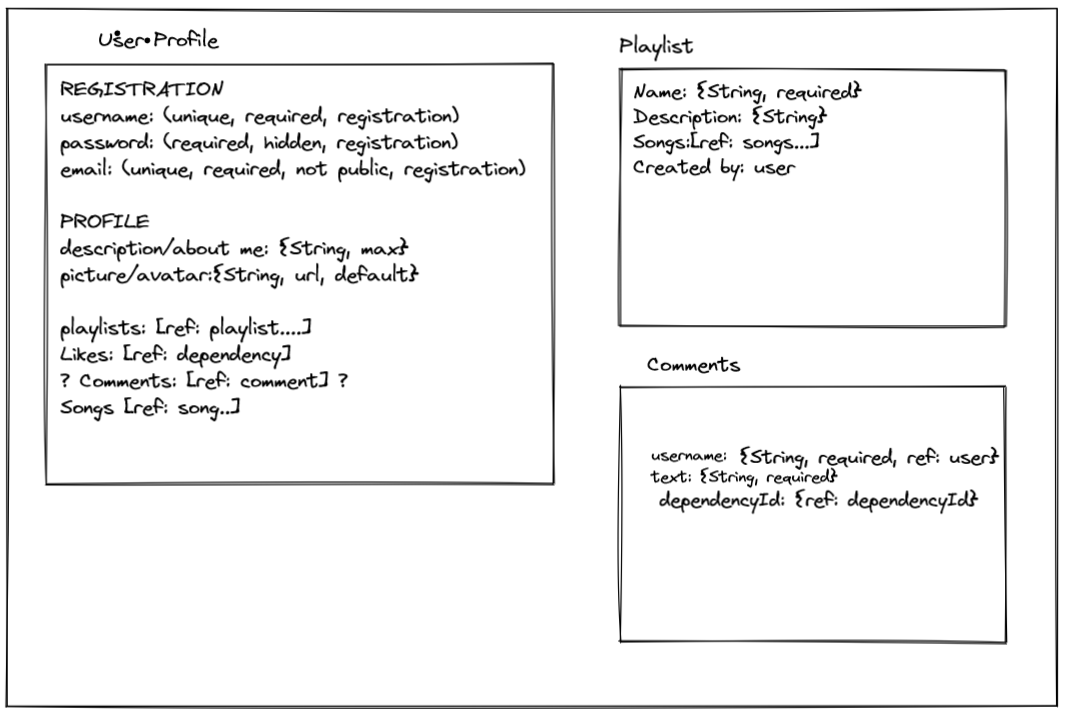 User•Profile
REGISTRATION
username: (unique, required, registration)
password: (required, hidden, registration)
email: (unique, required, not public, registration)
PROFILE
description/about me: {String, max}
picture/avatar:{String, url, default}
playlists: [ref: playlist....]
Likes: [ref: dependency]
? Comments: [ref: comment] ?
Songs [ref: song..]
Playlist
Name: {String, required}
Description: {String}
Songs:[ref: songs...]
Created by: user
Comments
username: {String, required, ref: user}
text: {String, required}
dependencyId: {ref: dependencyId}